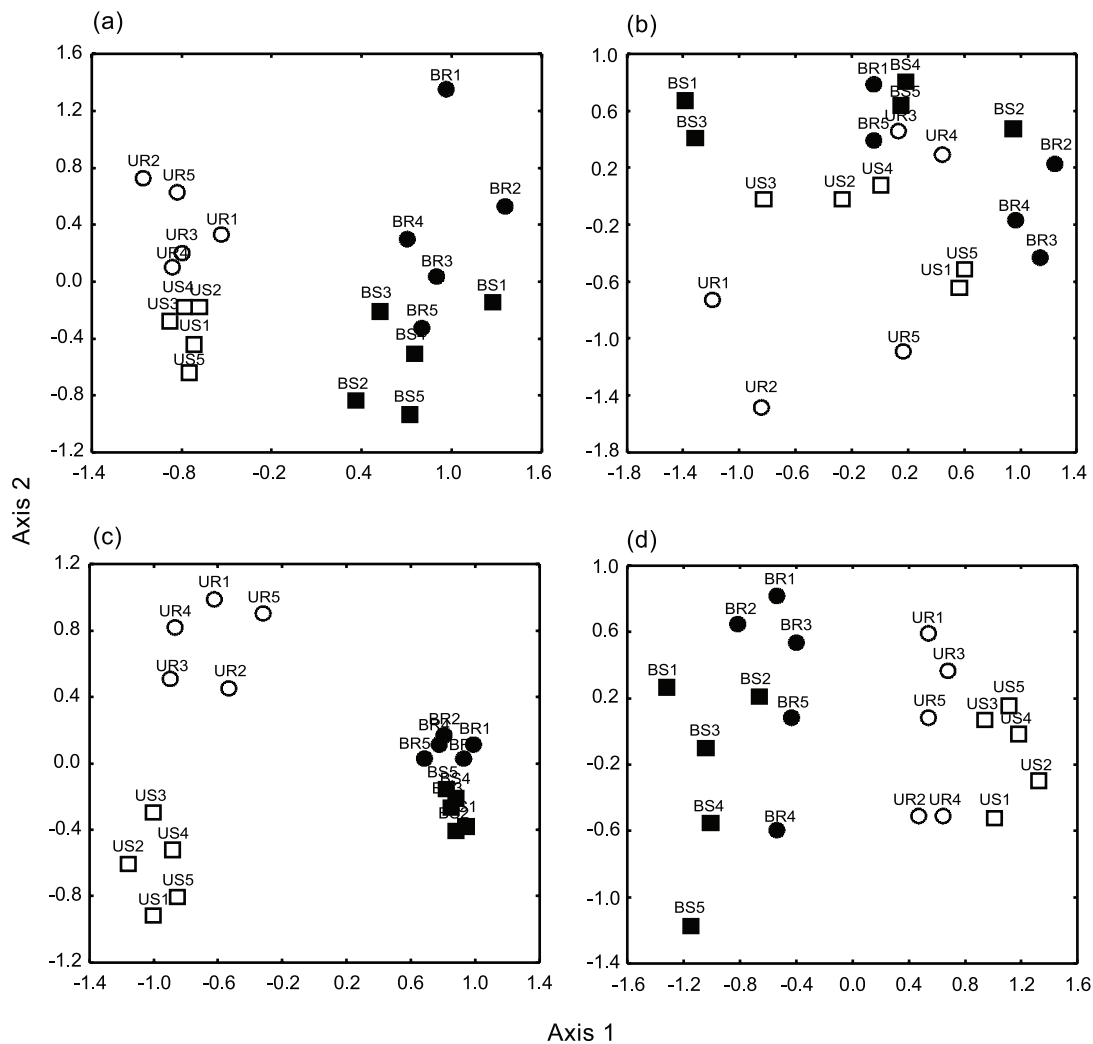 (a)
1.6
1.2
0.8
0.4
0.0
-0.4
-0.8
-1.2
BR1
UR2
UR5
BR2
UR1
BR4
UR3
UR4
BR3
US4
US2
BS1
US3
BS3
US1
BR5
US5
BS2
BS5
-1.4 -0.8 0.4 1.0 1.6
(b)
1.0
0.6
0.2
-0.2
-0.6
-1.0
-1.4
-1.8
BR1
BS4
BS1
BS5
BS2
BS3
BR5
UR3
UR4
BR2
US4
US3
US2
BR4
BR3
US5
US1
UR1
UR5
UR2
-1.8 -1.4 -1.0 -0.6 0.2 0.6 1.0 1.4
Axis 2
(c)
1.2
0.8
0.4
0.0
-0.4
-0.8
-1.2
UR1
UR5
UR4
UR3
UR2
BR2
BR1
BR5
BS5
BS4
US3
US4
US2
US5
US1
-1.4 -1.0 -0.6 -0.2 0.2 0.6 1.0 1.4
(d)
1.0
0.6
0.2
-0.2
-0.6
-1.0
-1.4
BR1
BR2
BR3
UR1
UR3
BS1
BS2
US5
BR5
UR5
US3
US4
BS3
US2
BS4
BR4
UR2
UR4
US1
BS5
-1.6 -1.2 -0.8 -0.4 0.0 0.4 0.8 1.2 1.6
Axis 1